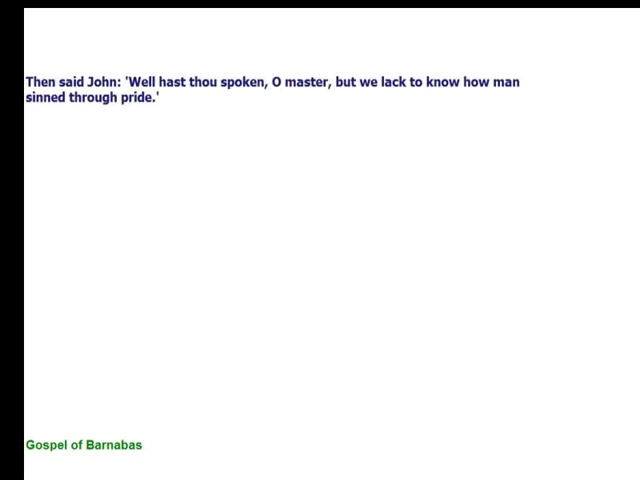 Then said John: 'Well hast thou spoken, O master, but we lack to know how man
sinned through pride.'
Gospel of Barnabas